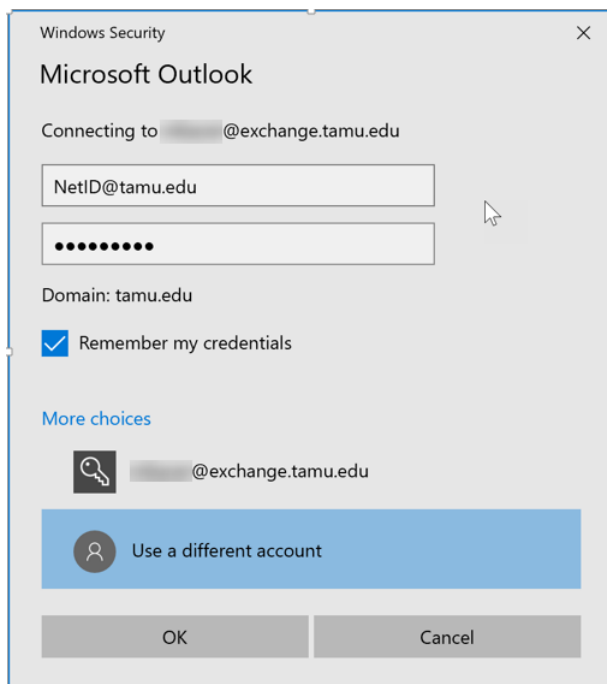 Windows Security
Microsoft Outlook
Connecting to @exchange.tamu.edu
NetID@tamu.edu
●●●●●●●●●
Domain: tamu.edu
Remember my credentials
More choices
@exchange.tamu.edu
Use a different account
OK
Cancel